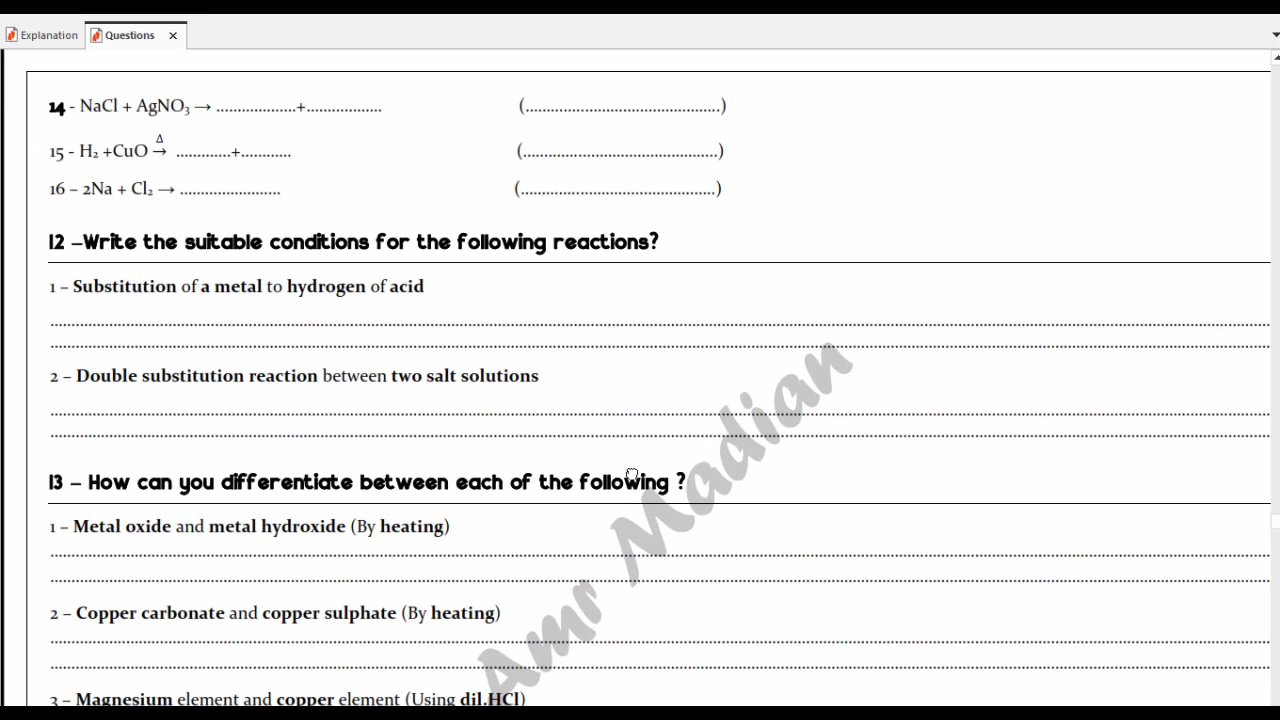 Explanation
Questions
14 - NaCl + AgNO₃ → ...................+.................. (............................................)
15 - H₂ +CuO →^Δ .............+............ (............................................)
16 – 2Na + Cl₂ → ........................ (............................................)
12 –Write the suitable conditions for the following reactions?
1 – Substitution of a metal to hydrogen of acid
2 – Double substitution reaction between two salt solutions
13 – How can you differentiate between each of the following ?
1 – Metal oxide and metal hydroxide (By heating)
2 – Copper carbonate and copper sulphate (By heating)
3 – Magnesium element and copper element (Using dil.HCl)
Amr Madian